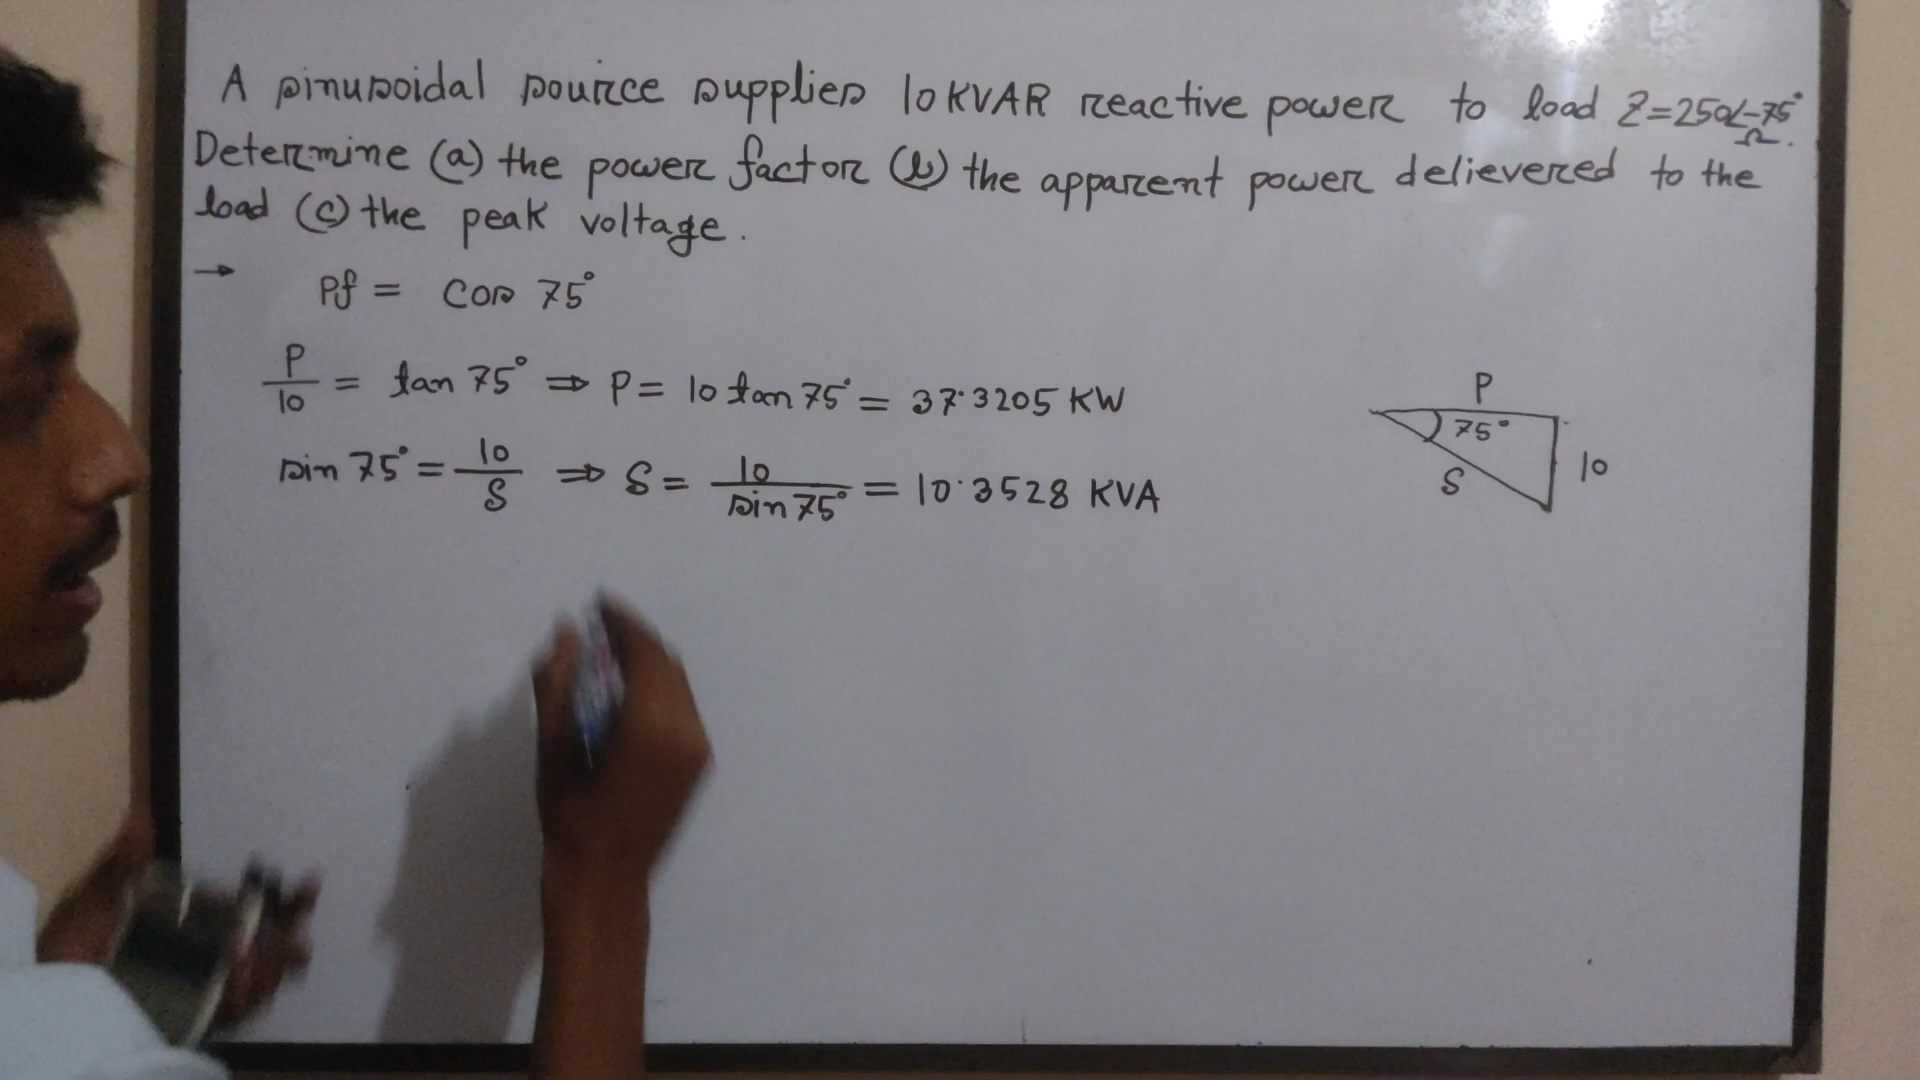 A sinusoidal source supplies 10 KVAR reactive power to load Z=250∠-75° Ω.
Determine (a) the power factor (b) the apparent power delievered to the
load (c) the peak voltage.
→ Pf = cos 75°
P/10 = tan 75° ⇒ P = 10 tan 75° = 37.3205 KW
sin 75° = 10/S ⇒ S = 10/sin 75° = 10.3528 KVA
P
75°
10
S